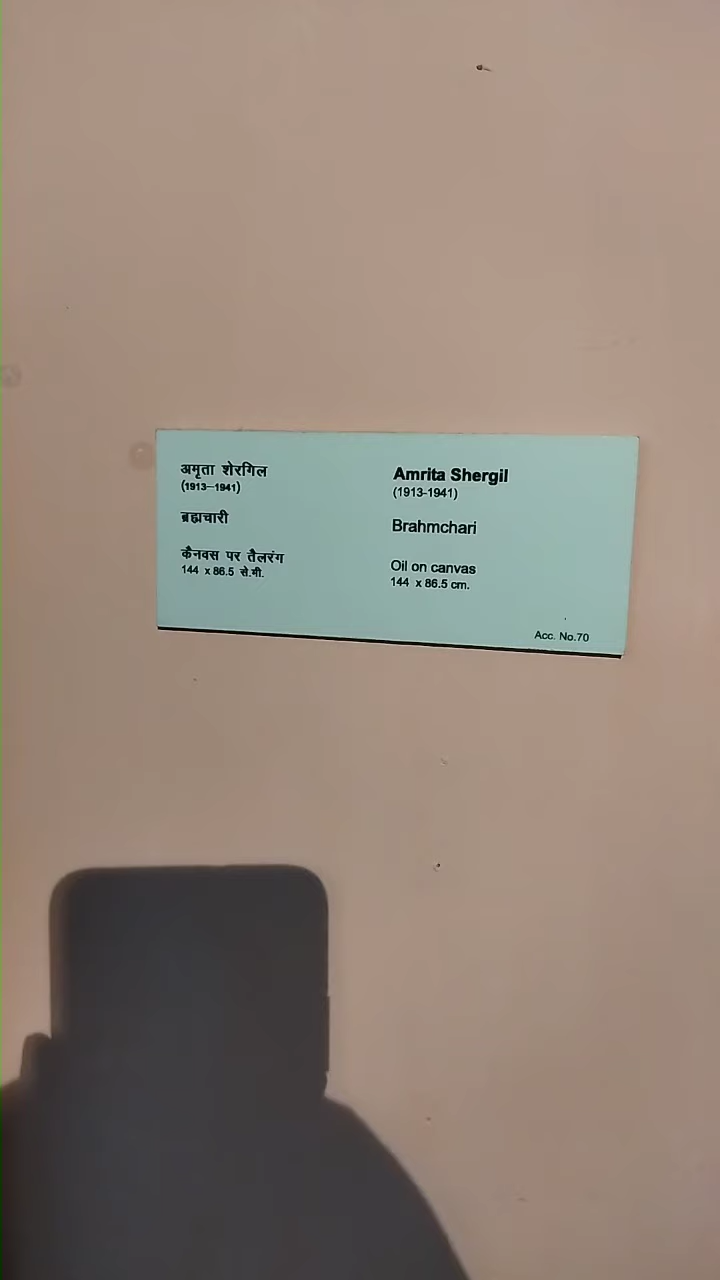 अमृता शेरगिल
(1913–1941)
ब्रह्मचारी
कैनवस पर तैलरंग
144 x 86.5 से.मी.
Amrita Shergil
(1913-1941)
Brahmchari
Oil on canvas
144 x 86.5 cm.
Acc. No.70